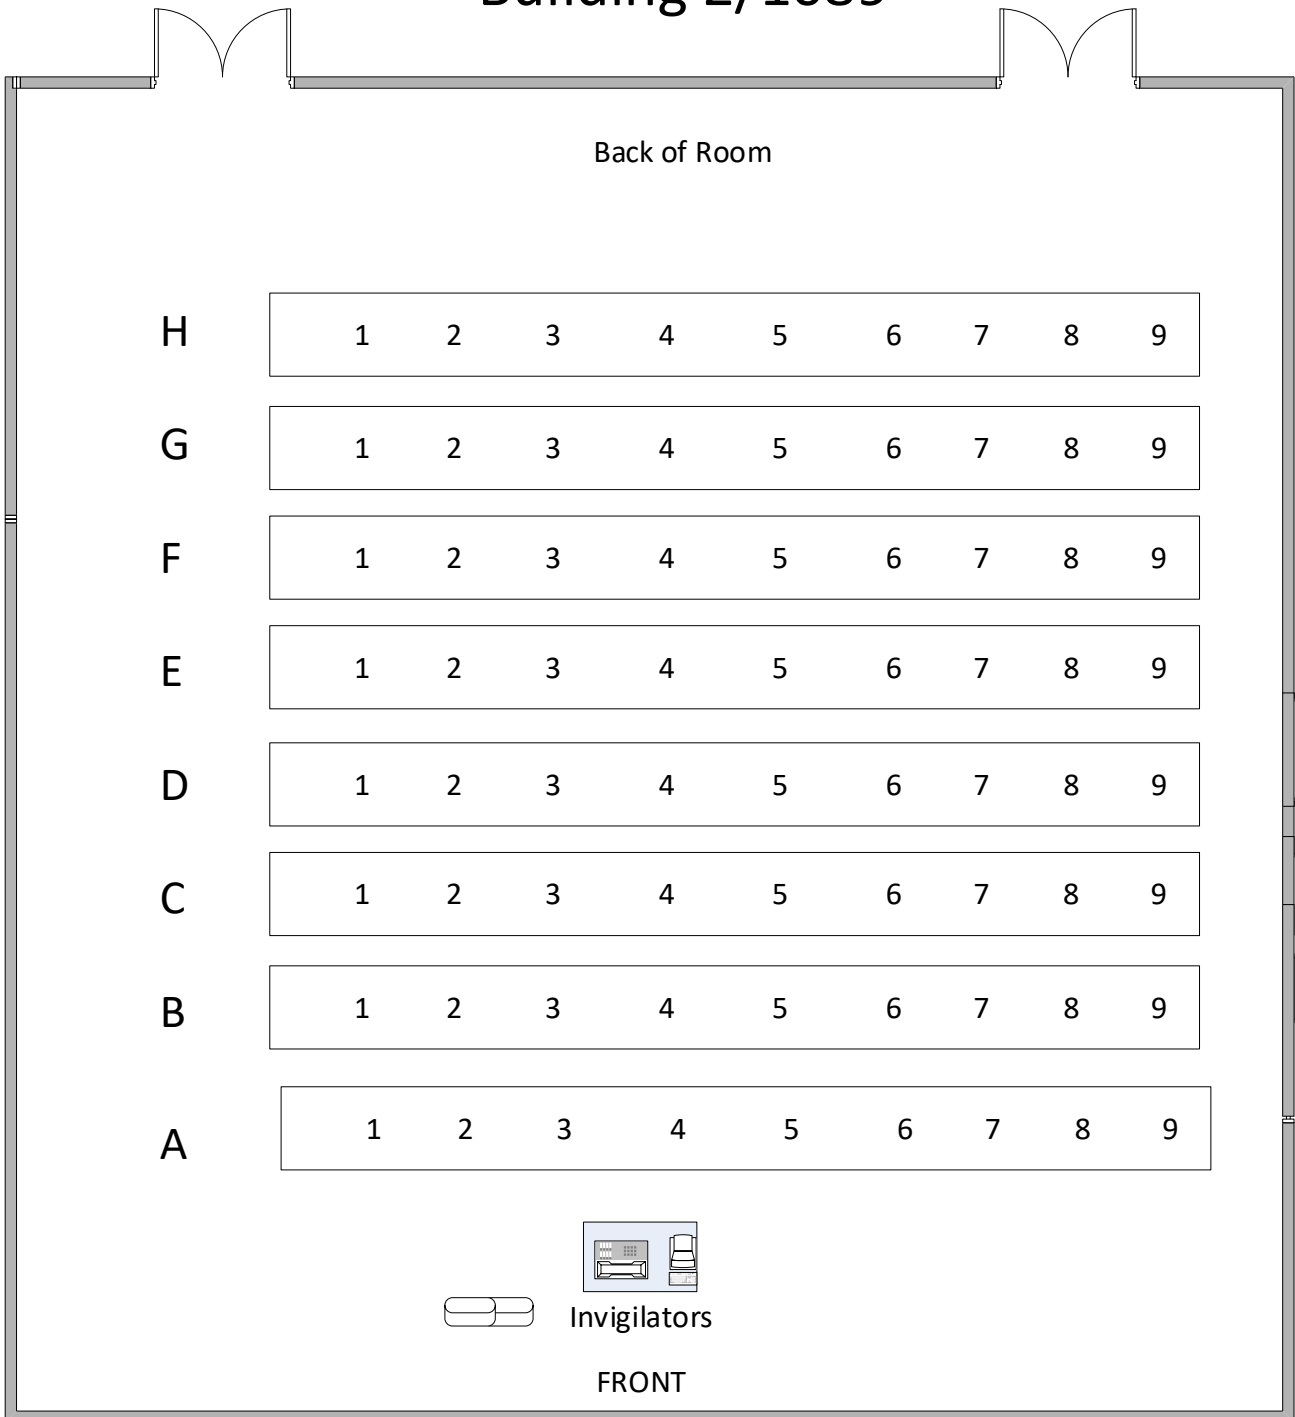 Back of Room
H 1 2 3 4 5 6 7 8 9
G 1 2 3 4 5 6 7 8 9
F 1 2 3 4 5 6 7 8 9
E 1 2 3 4 5 6 7 8 9
D 1 2 3 4 5 6 7 8 9
C 1 2 3 4 5 6 7 8 9
B 1 2 3 4 5 6 7 8 9
A 1 2 3 4 5 6 7 8 9
Invigilators
FRONT